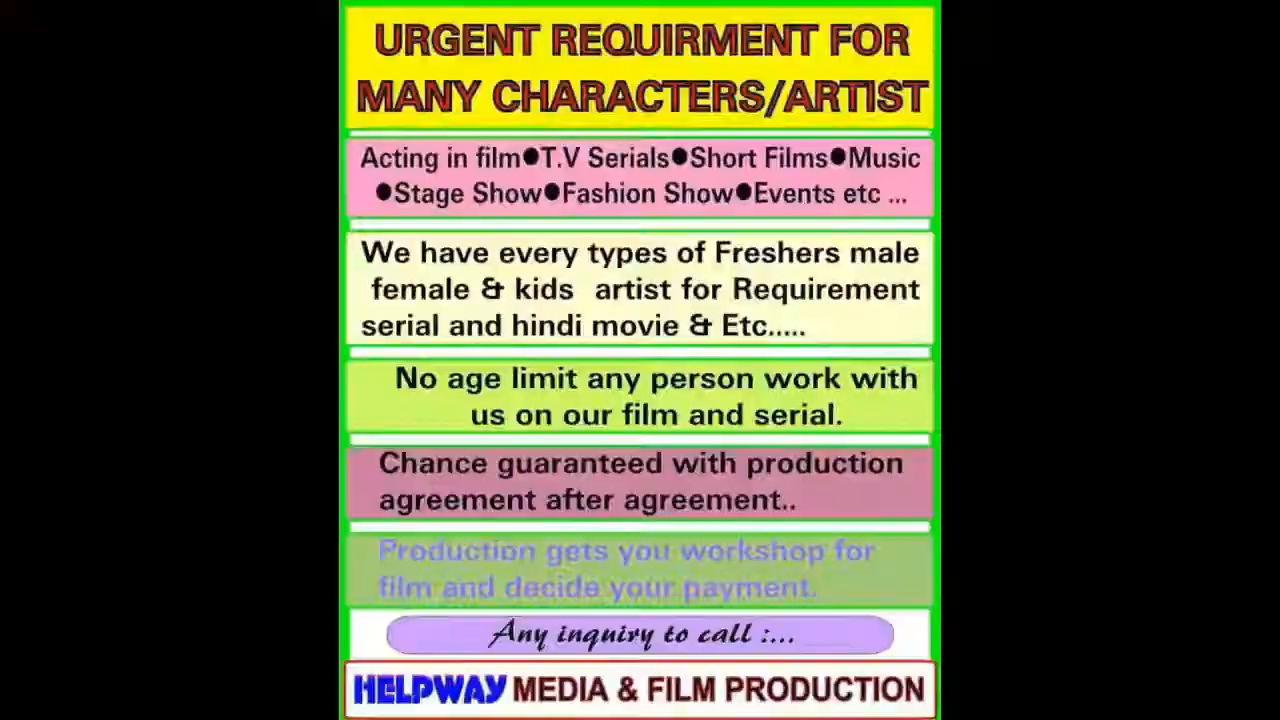 URGENT REQUIRMENT FOR
MANY CHARACTERS/ARTIST
Acting in film●T.V Serials●Short Films●Music
●Stage Show●Fashion Show●Events etc ...
We have every types of Freshers male
female & kids artist for Requirement
serial and hindi movie & Etc.....
No age limit any person work with
us on our film and serial.
Chance guaranteed with production
agreement after agreement..
Production gets you workshop for
film and decide your payment.
Any inquiry to call :...
HELPWAY MEDIA & FILM PRODUCTION